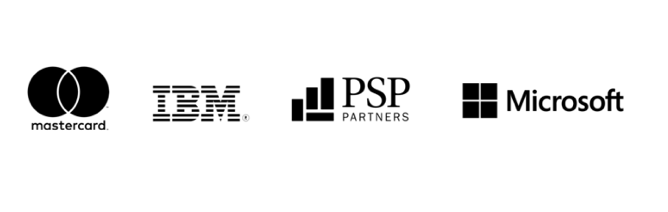 mastercard.
IBM®
PSP
PARTNERS
Microsoft